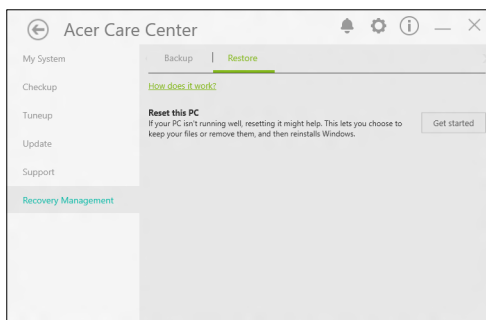 Acer Care Center
My System
Checkup
Tuneup
Update
Support
Recovery Management
Backup
Restore
How does it work?
Reset this PC
If your PC isn't running well, resetting it might help. This lets you choose to
keep your files or remove them, and then reinstalls Windows.
Get started